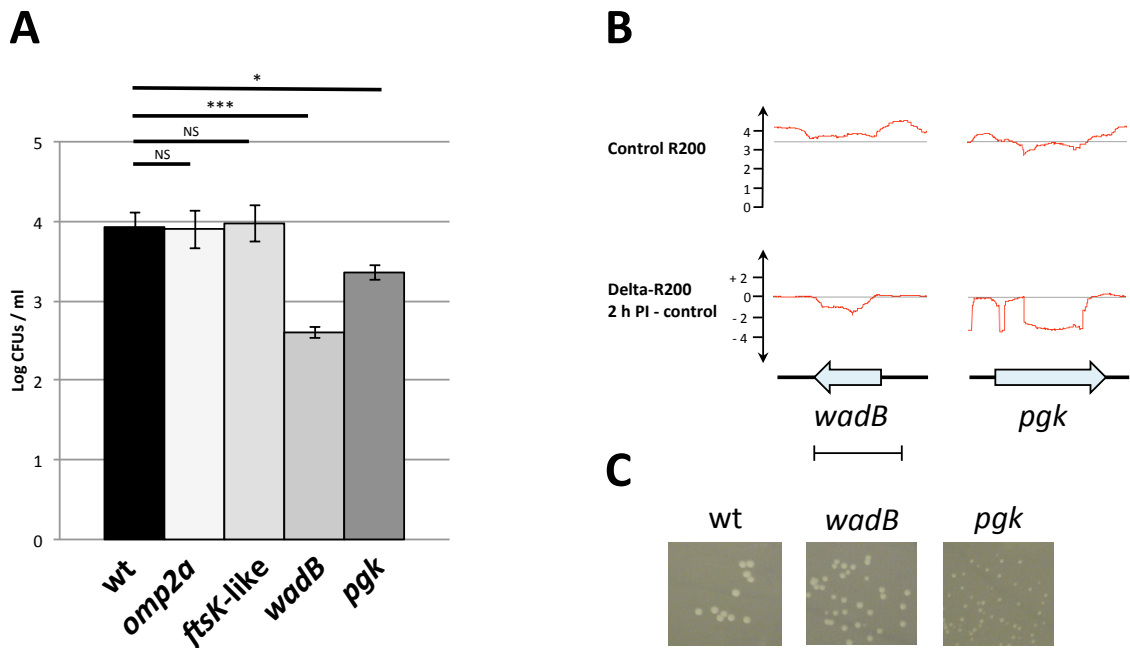 A
*
***
NS
NS
5
4
3
2
1
0
Log CFUs / ml
wt
omp2a
ftsK-like
wadB
pgk
B
Control R200
4
3
2
1
0
Delta-R200
2 h PI - control
+ 2
0
- 2
- 4
wadB
pgk
C
wt
wadB
pgk